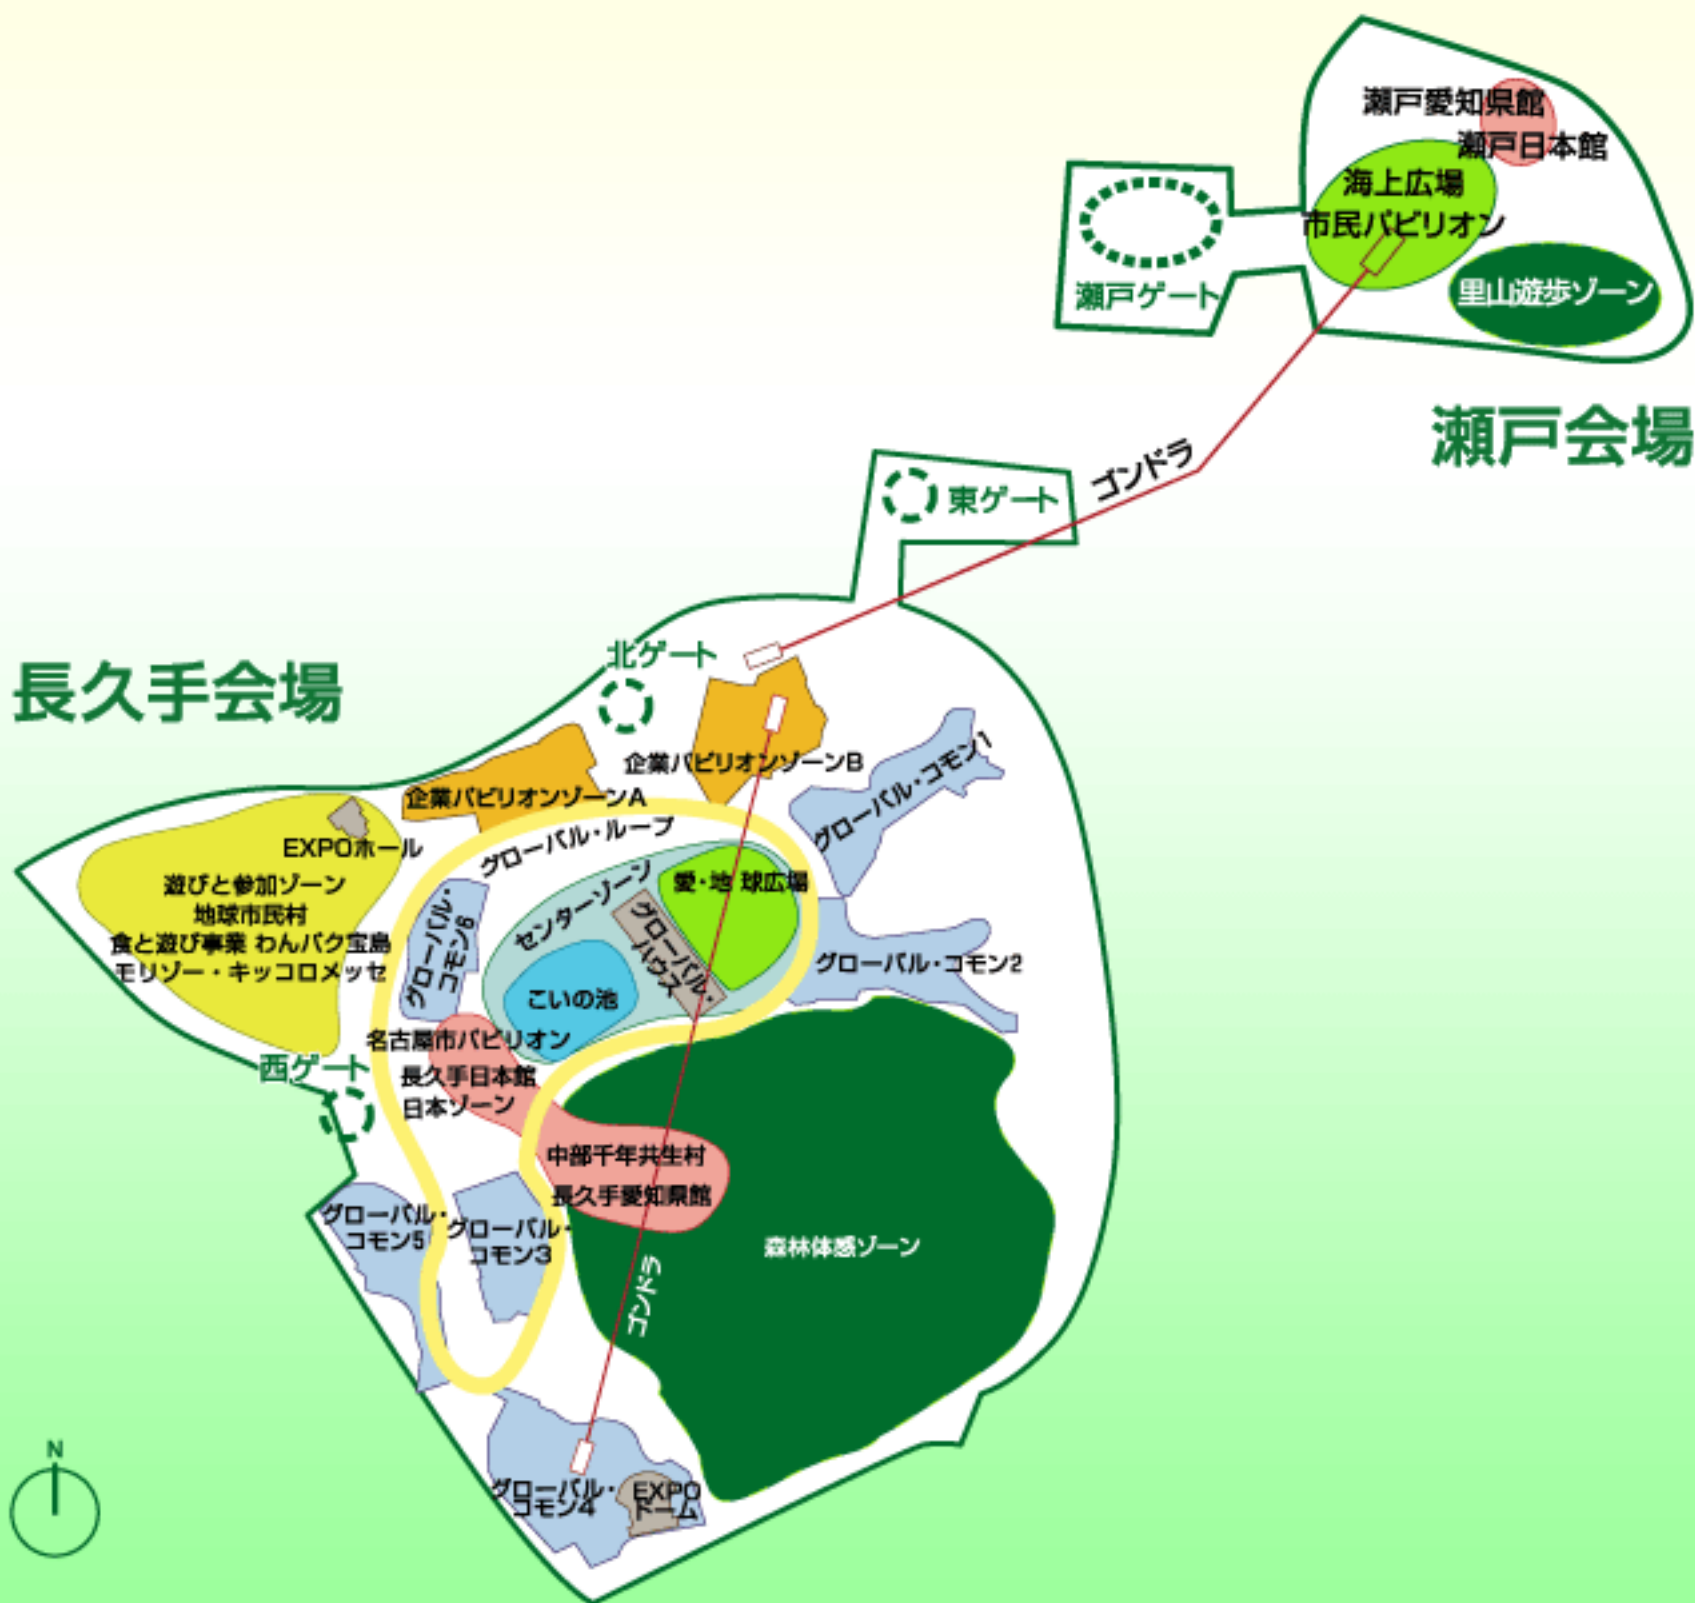 瀬戸愛知県館
瀬戸日本館
海上広場
市民パビリオン
瀬戸ゲート
里山遊歩ゾーン
瀬戸会場
ゴンドラ
東ゲート
北ゲート
長久手会場
企業パビリオンゾーンB
グローバル・コモン1
企業パビリオンゾーンA
グローバル・ループ
EXPOホール
遊びと参加ゾーン
地球市民村
食と遊び事業 わんパク宝島
モリゾー・キッコロメッセ
グローバル・
コモン6
センターゾーン
愛・地 球広場
グローバル・
ハウス
グローバル・コモン2
こいの池
名古屋市パビリオン
西ゲート
長久手日本館
日本ゾーン
中部千年共生村
長久手愛知県館
グローバル・
コモン5
グローバル・
コモン3
森林体感ゾーン
ゴンドラ
N
グローバル・
コモン4
EXPO
ドーム